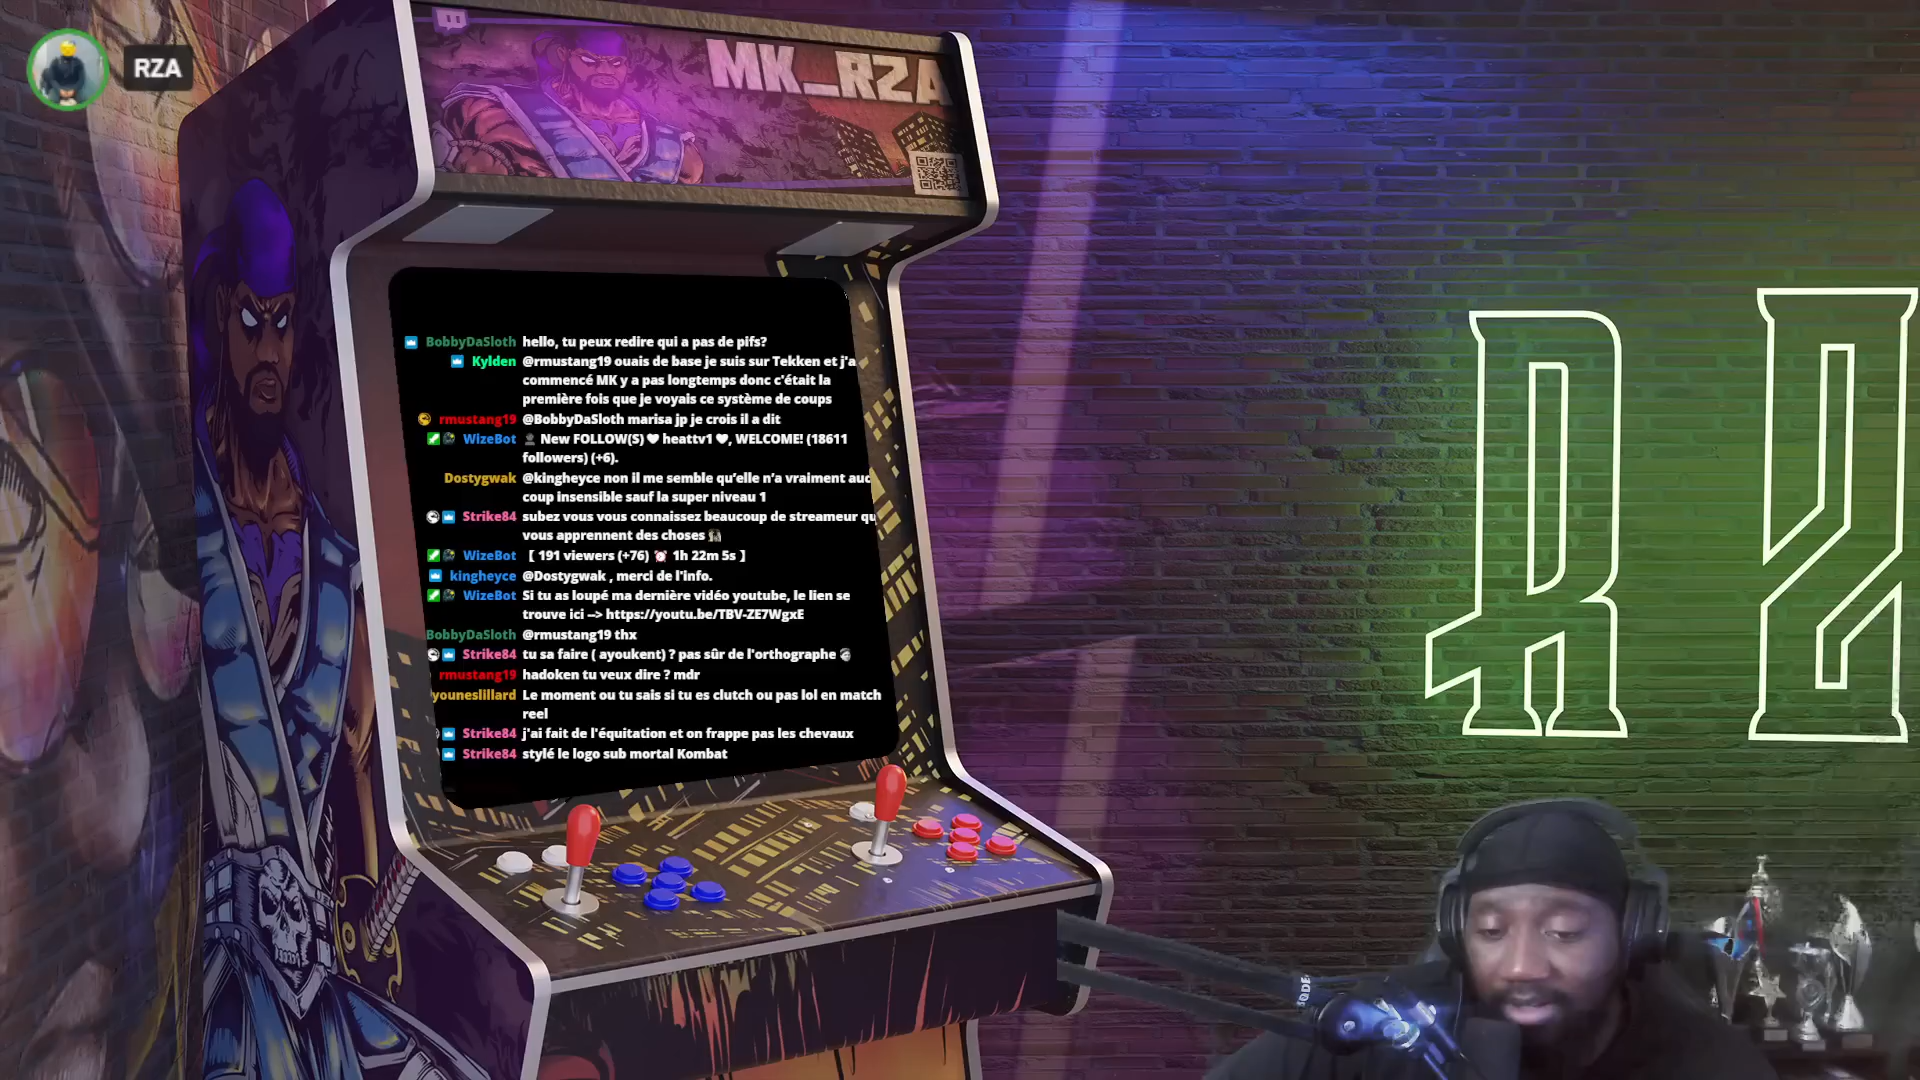 RZA
MK_RZA
BobbyDaSloth hello, tu peux redire qui a pas de pifs?
Kylden @rmustang19 ouais de base je suis sur Tekken et j'a
commencé MK y a pas longtemps donc c'était la
première fois que je voyais ce système de coups
rmustang19 @BobbyDaSloth marisa jp je crois il a dit
WizeBot New FOLLOW(S) ❤ heattv1 ❤, WELCOME! (18611
followers) (+6).
Dostygwak @kingheyce non il me semble qu’elle n’a vraiment auc
coup insensible sauf la super niveau 1
Strike84 subez vous vous connaissez beaucoup de streameur qu
vous apprennent des choses
WizeBot [ 191 viewers (+76) ⏰ 1h 22m 5s ]
kingheyce @Dostygwak , merci de l'info.
WizeBot Si tu as loupé ma dernière vidéo youtube, le lien se
trouve ici --> https://youtu.be/TBV-ZE7WgxE
BobbyDaSloth @rmustang19 thx
Strike84 tu sa faire ( ayoukent) ? pas sûr de l'orthographe
rmustang19 hadoken tu veux dire ? mdr
youneslillard Le moment ou tu sais si tu es clutch ou pas lol en match
reel
Strike84 j'ai fait de l'équitation et on frappe pas les chevaux
Strike84 stylé le logo sub mortal Kombat
RZ